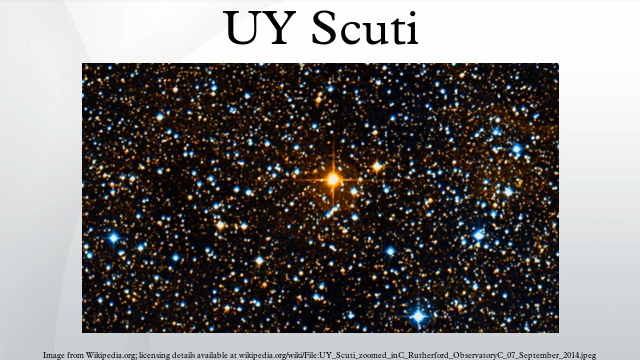 UY Scuti
Image from Wikipedia.org; licensing details available at wikipedia.org/wiki/File:UY_Scuti_zoomed_inC_Rutherford_ObservatoryC_07_September_2014.jpeg